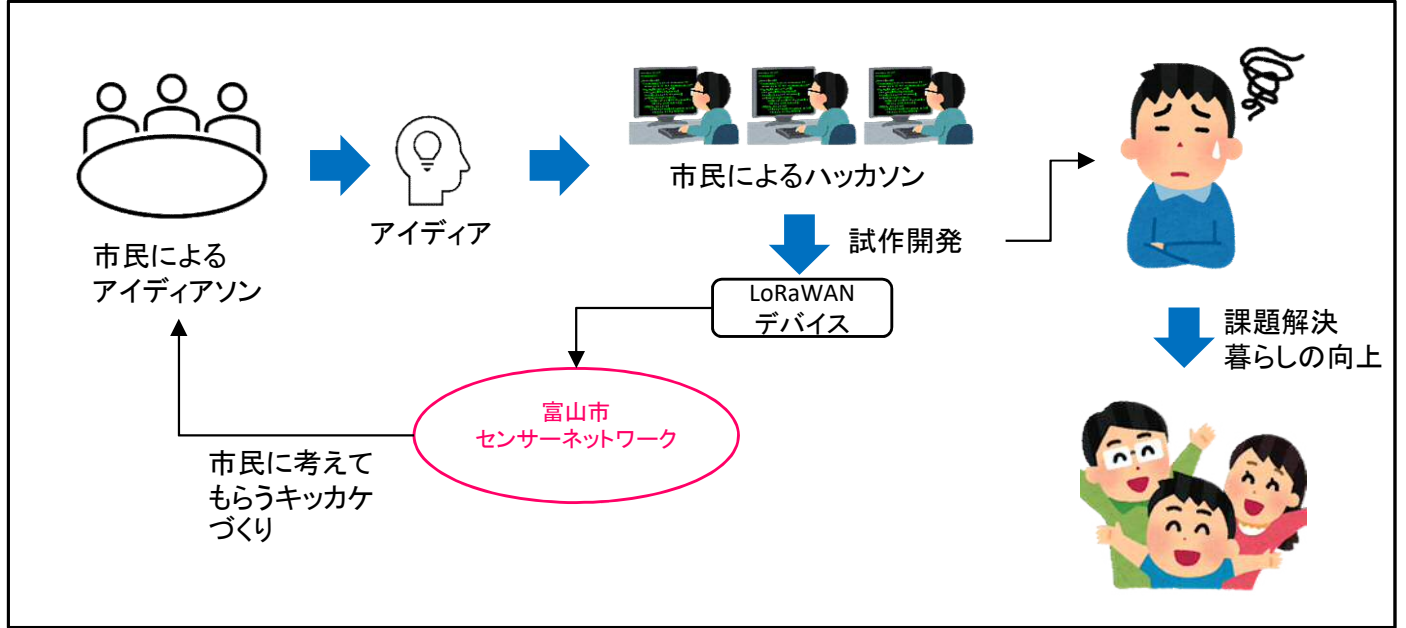 市民による
アイディアソン
アイディア
市民によるハッカソン
試作開発
LoRaWAN
デバイス
富山市
センサーネットワーク
市民に考えて
もらうキッカケ
づくり
課題解決
暮らしの向上